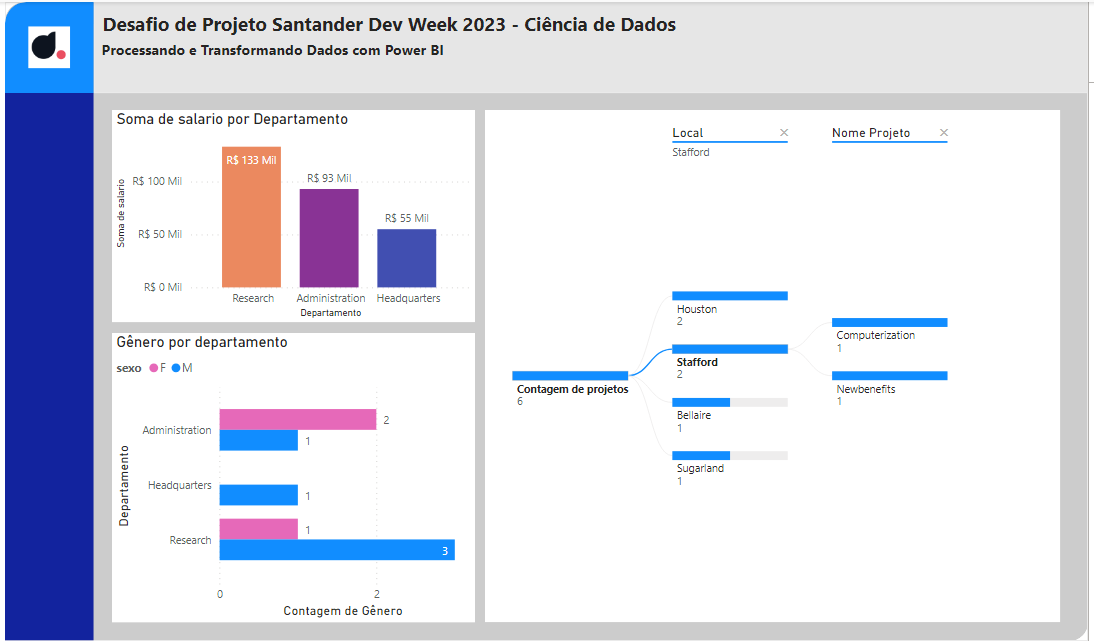 Desafio de Projeto Santander Dev Week 2023 - Ciência de Dados
Processando e Transformando Dados com Power BI
Soma de salario por Departamento
Soma de salario
R$ 100 Mil
R$ 50 Mil
R$ 0 Mil
R$ 133 Mil
R$ 93 Mil
R$ 55 Mil
Research
Administration
Headquarters
Departamento
Gênero por departamento
sexo F M
Departamento
Administration
2
1
Headquarters
1
Research
1
3
0
2
Contagem de Gênero
Local
Stafford
Nome Projeto
Contagem de projetos
6
Houston
2
Stafford
2
Bellaire
1
Sugarland
1
Computerization
1
Newbenefits
1